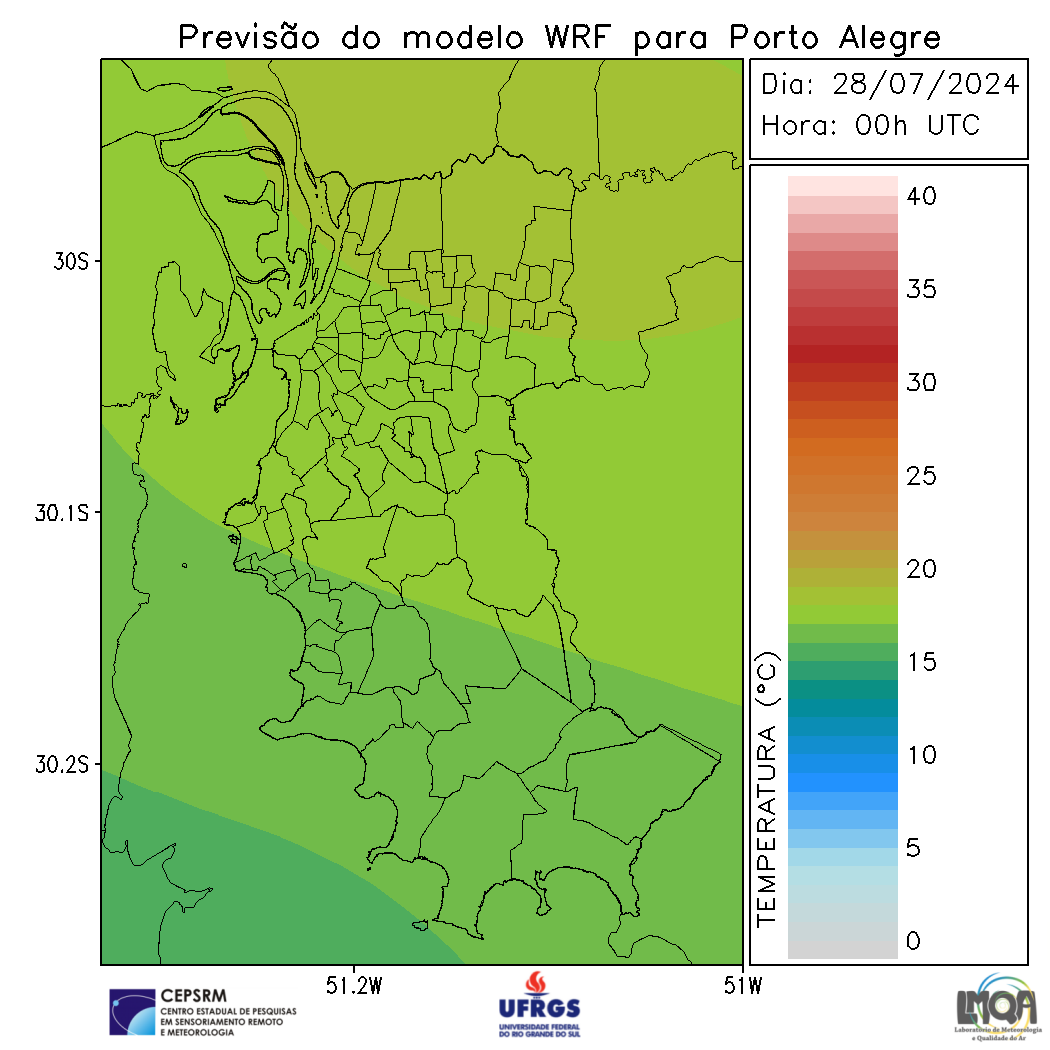 Previsão do modelo WRF para Porto Alegre
Dia: 28/07/2024
Hora: 00h UTC
30S
30.1S
30.2S
51.2W
51W
40
35
30
25
20
15
10
5
0
TEMPERATURA (°C)
CEPSRM
CENTRO ESTADUAL DE PESQUISAS
EM SENSORIAMENTO REMOTO
E METEOROLOGIA
UFRGS
UNIVERSIDADE FEDERAL
DO RIO GRANDE DO SUL
LMQA
Laboratório de Meteorologia
e Qualidade do Ar